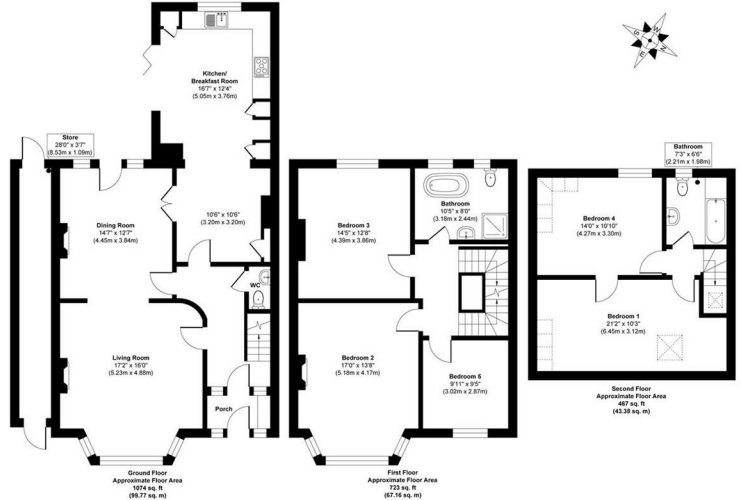 S
W
E
N
Kitchen/
Breakfast Room
16'7" x 12'4"
(5.05m x 3.76m)
Store
28'0" x 3'7"
(8.53m x 1.09m)
Dining Room
14'7" x 12'7"
(4.45m x 3.84m)
10'6" x 10'6"
(3.20m x 3.20m)
WC
Living Room
17'2" x 16'0"
(5.23m x 4.88m)
Porch
Ground Floor
Approximate Floor Area
1074 sq. ft
(99.77 sq. m)
Bathroom
10'5" x 8'0"
(3.18m x 2.44m)
Bedroom 3
14'5" x 12'8"
(4.39m x 3.86m)
Bedroom 2
17'0" x 13'8"
(5.18m x 4.17m)
Bedroom 5
9'11" x 9'5"
(3.02m x 2.87m)
First Floor
Approximate Floor Area
723 sq. ft
(67.16 sq. m)
Bathroom
7'3" x 6'6"
(2.21m x 1.98m)
Bedroom 4
14'0" x 10'10"
(4.27m x 3.30m)
Bedroom 1
21'2" x 10'3"
(6.45m x 3.12m)
Second Floor
Approximate Floor Area
467 sq. ft
(43.38 sq. m)